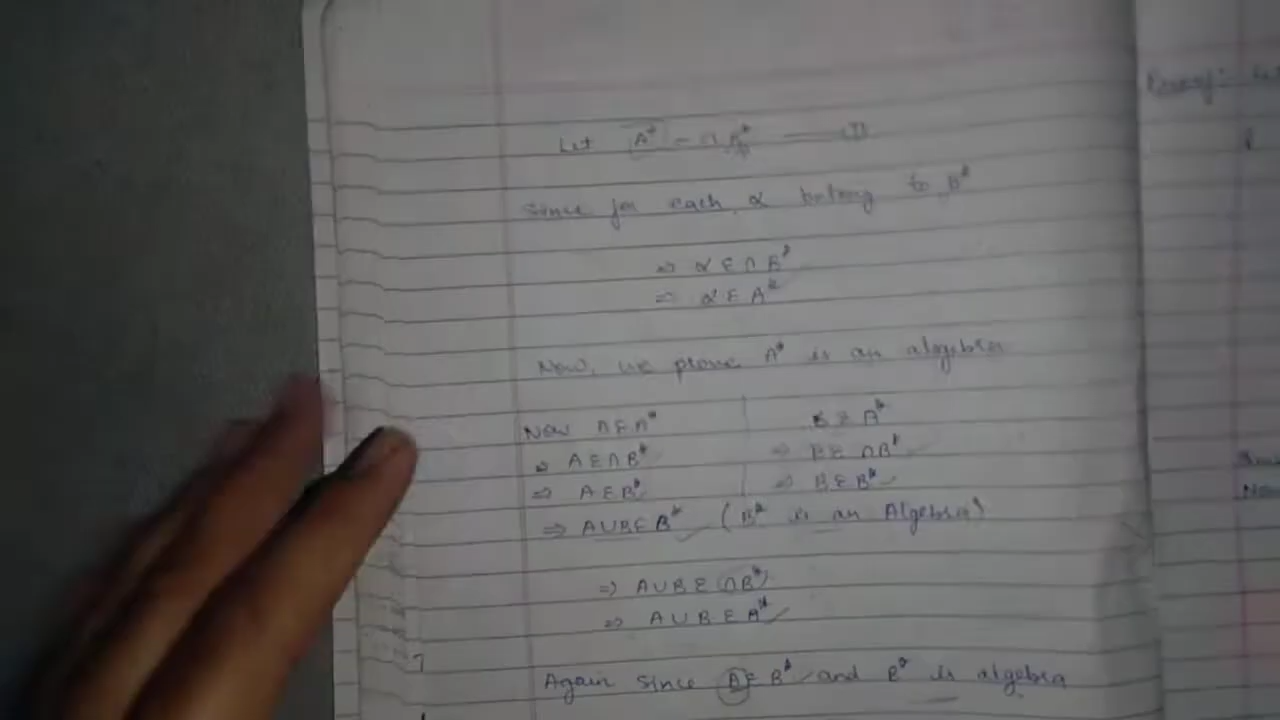 Let A* = ∩ B* ——— (I)
Proof:
Since for each α belong to B*
⇒ α ∈ ∩ B*
⇒ α ∈ A*
Now, we prove A* is an algebra
Now A ∈ A* | B ∈ A*
⇒ A ∈ ∩ B* ⇒ B ∈ ∩ B*
⇒ A ∈ B* | ⇒ B ∈ B*
⇒ A∪B ∈ B* (B* is an Algebra)
⇒ A∪B ∈ (∩B*)
⇒ A∪B ∈ A*
Again since A ∈ B* and B* is algebra